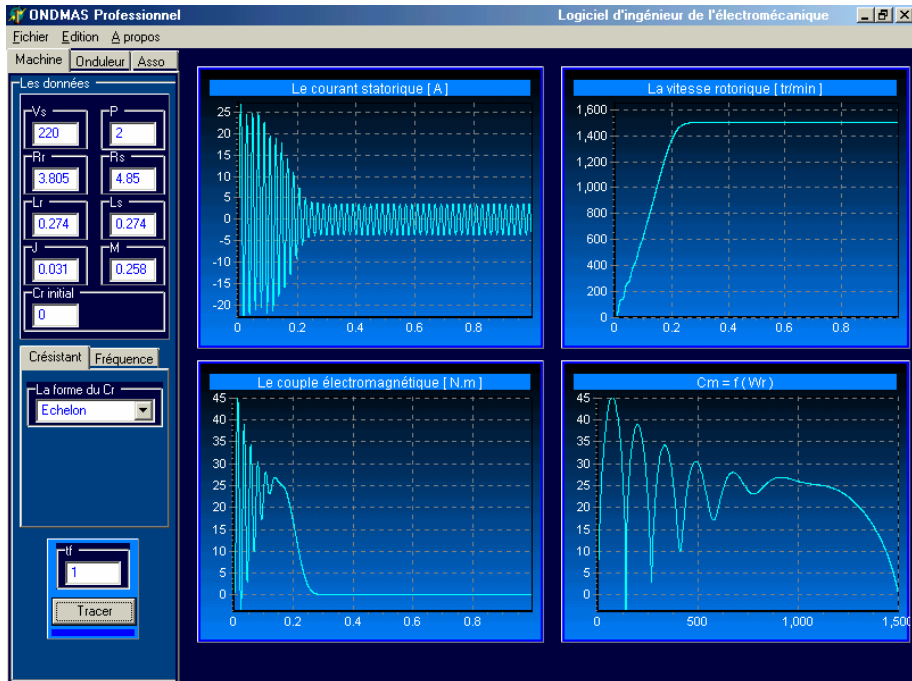 ONDMAS Professionnel Logiciel d'ingénieur de l'électromécanique
Fichier Edition A propos
Machine Onduleur Asso
Les données
Vs P
220 2
Rr Rs
3.805 4.85
Lr Ls
0.274 0.274
J M
0.031 0.258
Cr initial
0
Crésistant Fréquence
La forme du Cr
Echelon
tf
1
Tracer
Le courant statorique [ A ]
25
20
15
10
5
0
-5
-10
-15
-20
0 0.2 0.4 0.6 0.8
La vitesse rotorique [ tr/min ]
1,600
1,400
1,200
1,000
800
600
400
200
0
0 0.2 0.4 0.6 0.8
Le couple électromagnétique [ N.m ]
45
40
35
30
25
20
15
10
5
0
0 0.2 0.4 0.6 0.8
Cm = f ( Wr )
45
40
35
30
25
20
15
10
5
0
0 500 1,000 1,500